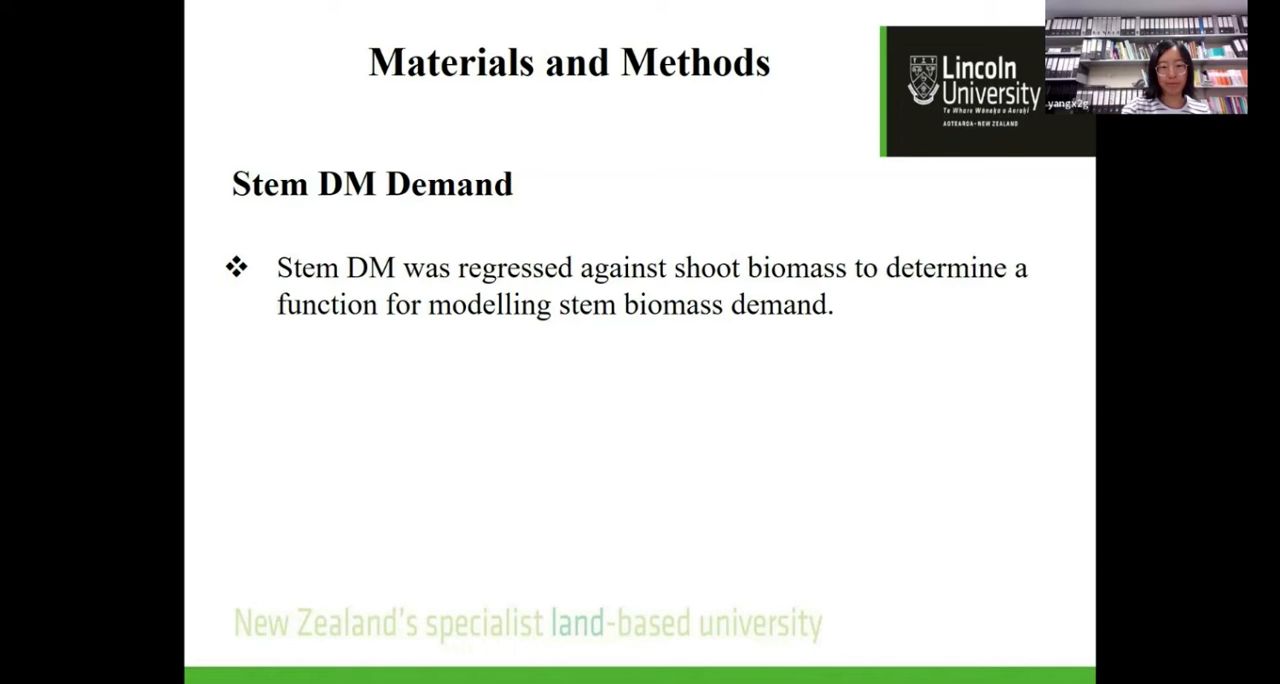 Materials and Methods
Lincoln
University
Te Whare Wānaka o Aoraki
AOTEAROA • NEW ZEALAND
yangx2g
Stem DM Demand
❖ Stem DM was regressed against shoot biomass to determine a
function for modelling stem biomass demand.
New Zealand's specialist land-based university